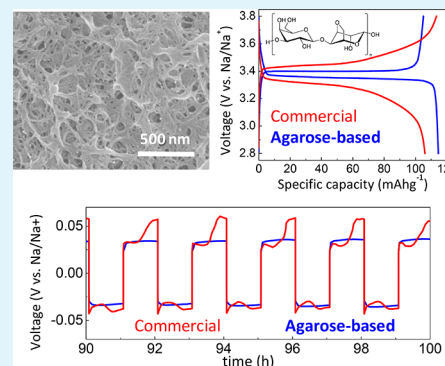 500 nm
Voltage (V vs. Na/Na+)
3.8
3.6
3.4
3.2
3.0
2.8
Commercial
Agarose-based
0 20 40 60 80 100 120
Specific capacity (mAhg-1)
Voltage (V vs. Na/Na+)
0.05
0.00
-0.05
Commercial
Agarose-based
90 92 94 96 98 100
time (h)